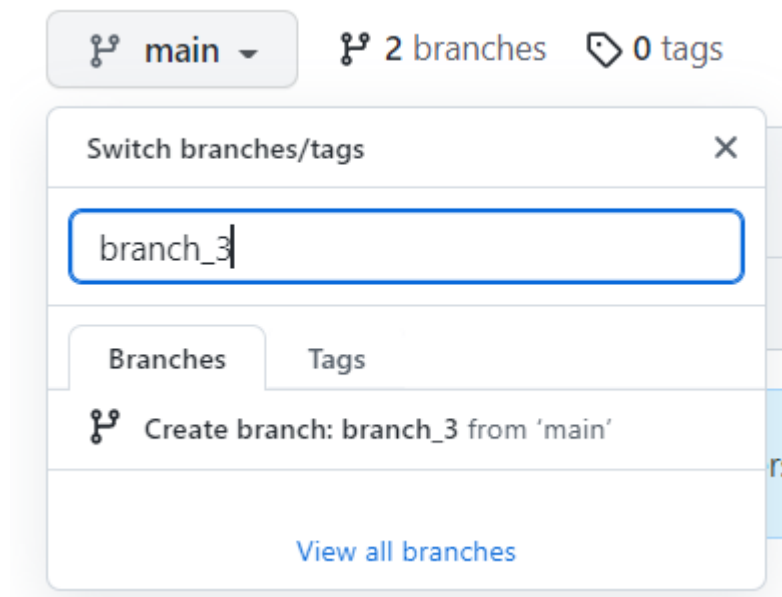 main 2 branches 0 tags
Switch branches/tags
branch_3
Branches Tags
Create branch: branch_3 from ‘main’
View all branches